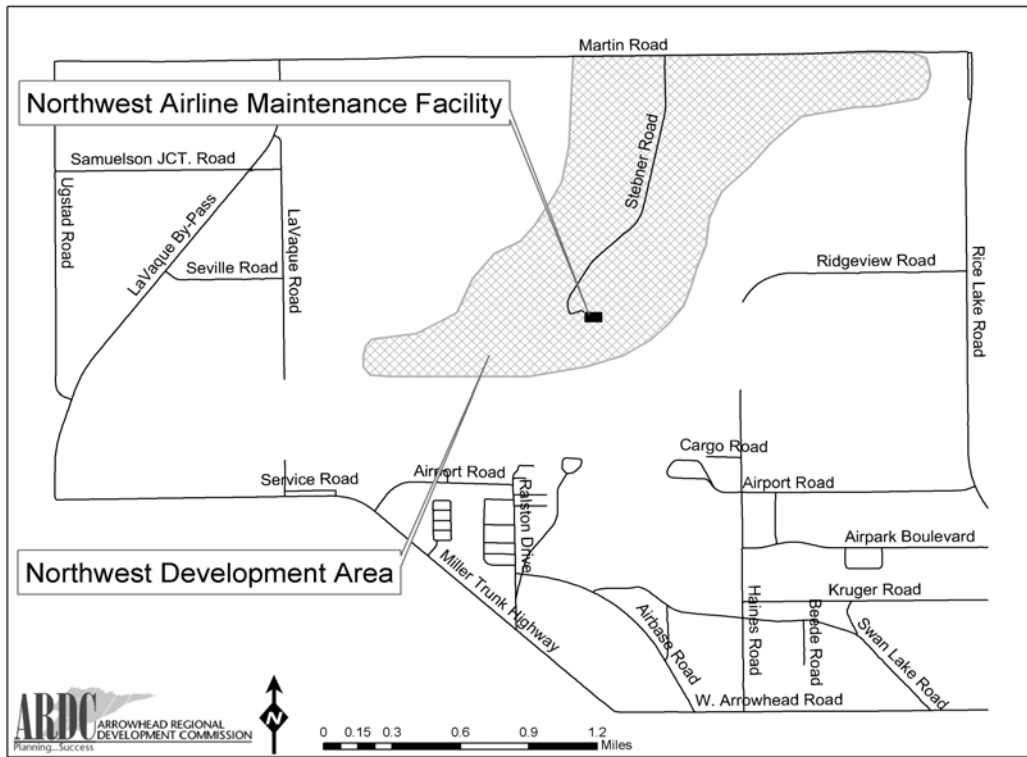 Martin Road
Northwest Airline Maintenance Facility
Samuelson JCT. Road
Ugstad Road
LaVaque By-Pass
LaVaque Road
Seville Road
Stebner Road
Ridgeview Road
Rice Lake Road
Cargo Road
Service Road
Airport Road
Ralston Drive
Airport Road
Airpark Boulevard
Northwest Development Area
Miller Trunk Highway
Kruger Road
Haines Road
Beede Road
Airbase Road
Swan Lake Road
W. Arrowhead Road
ARDC
ARROWHEAD REGIONAL
DEVELOPMENT COMMISSION
Planning...Success
N
0 0.15 0.3 0.6 0.9 1.2
Miles